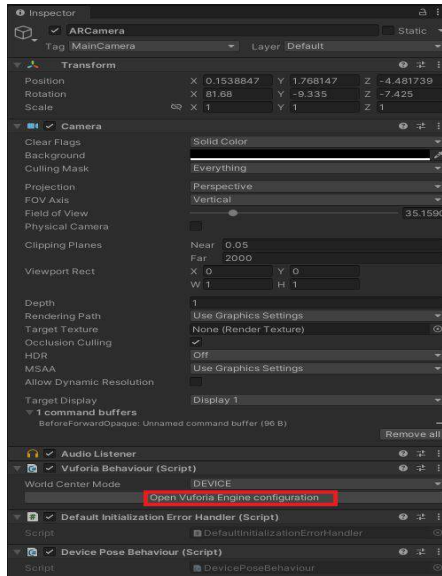 Inspector
ARCamera Static
Tag MainCamera Layer Default
Transform
Position X 0.1538847 Y 1.768147 Z -4.481739
Rotation X 81.68 Y -9.335 Z -7.425
Scale X 1 Y 1 Z 1
Camera
Clear Flags Solid Color
Background
Culling Mask Everything
Projection Perspective
FOV Axis Vertical
Field of View 35.1590
Physical Camera
Clipping Planes Near 0.05
Far 2000
Viewport Rect X 0 Y 0
W 1 H 1
Depth 1
Rendering Path Use Graphics Settings
Target Texture None (Render Texture)
Occlusion Culling
HDR Off
MSAA Use Graphics Settings
Allow Dynamic Resolution
Target Display Display 1
1 command buffers
BeforeForwardOpaque: Unnamed command buffer (96 B)
Remove all
Audio Listener
Vuforia Behaviour (Script)
World Center Mode DEVICE
Open Vuforia Engine configuration
# Default Initialization Error Handler (Script)
Script DefaultInitializationErrorHandler
Device Pose Behaviour (Script)
Script DevicePoseBehaviour